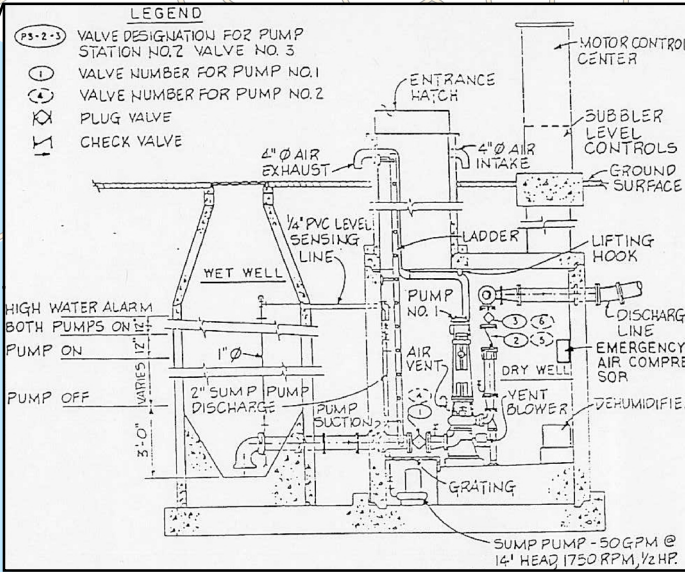 LEGEND
PS-2-3 VALVE DESIGNATION FOR PUMP
STATION NO.2 VALVE NO. 3
1 VALVE NUMBER FOR PUMP NO.1
4 VALVE NUMBER FOR PUMP NO.2
PLUG VALVE
CHECK VALVE
MOTOR CONTROL
CENTER
ENTRANCE
HATCH
BUBBLER
LEVEL
CONTROLS
4"Ø AIR
EXHAUST
4"Ø AIR
INTAKE
GROUND
SURFACE
1/4" PVC LEVEL
SENSING
LINE
LADDER
LIFTING
HOOK
WET WELL
HIGH WATER ALARM
BOTH PUMPS ON
12"
PUMP ON
VARIES 12"
1"Ø
PUMP
NO. 1
3 6
2 5
DISCHARGE
LINE
EMERGENCY
AIR COMPRE
SOR
AIR
VENT
DRY WELL
PUMP OFF
2" SUMP PUMP
DISCHARGE
PUMP
SUCTION
4
1
VENT
BLOWER
DEHUMIDIFIE
3'-0"
GRATING
SUMP PUMP - 50 GPM @
14' HEAD, 1750 RPM, 1/2 HP.